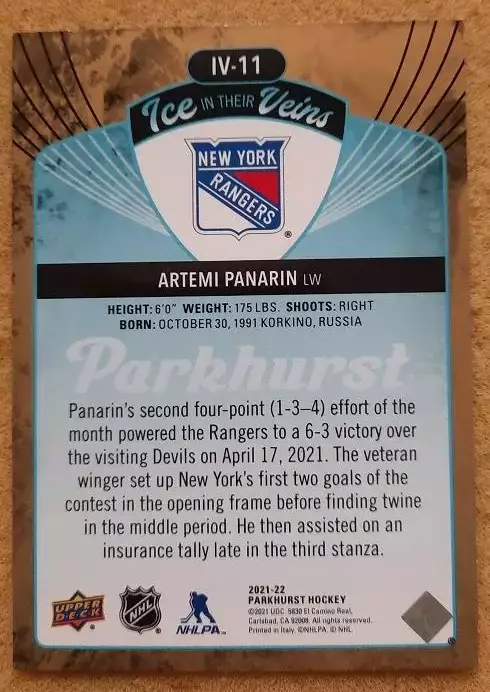 IV-11
Ice IN THEIR Veins
NEW YORK
RANGERS
®
ARTEMI PANARIN LW
HEIGHT: 6'0" WEIGHT: 175 LBS. SHOOTS: RIGHT
BORN: OCTOBER 30, 1991 KORKINO, RUSSIA
Parkhurst
Panarin's second four-point (1-3–4) effort of the
month powered the Rangers to a 6-3 victory over
the visiting Devils on April 17, 2021. The veteran
winger set up New York's first two goals of the
contest in the opening frame before finding twine
in the middle period. He then assisted on an
insurance tally late in the third stanza.
UPPER
DECK
NHL
NHLPA
2021-22
PARKHURST HOCKEY
©2021 UDC. 5830 El Camino Real,
Carlsbad, CA 92008. All rights reserved.
Printed in Italy. ©NHLPA. © NHL.